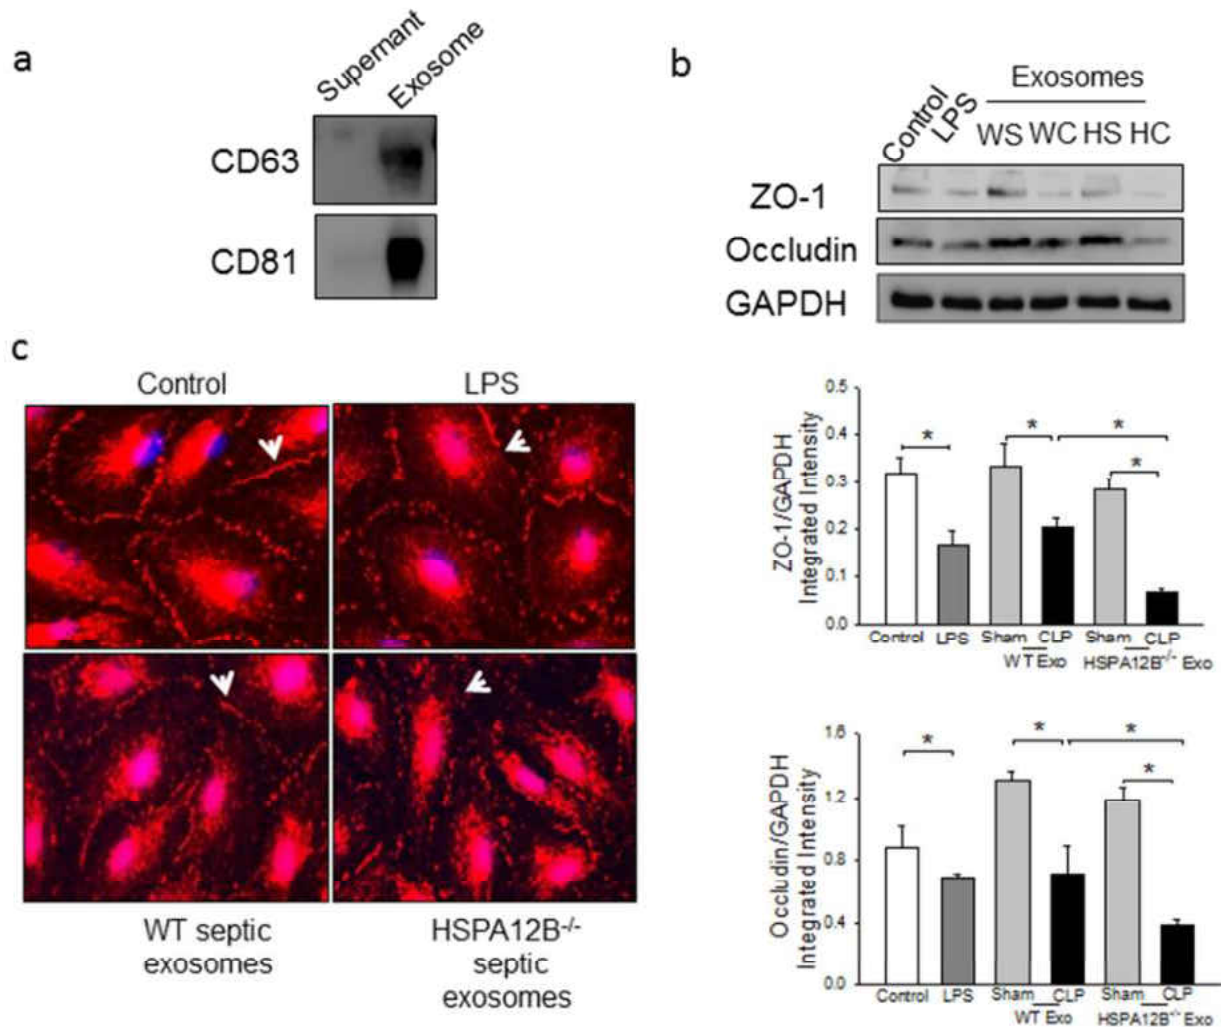 a
Supernant
Exosome
CD63
CD81
b
Exosomes
Control
LPS
WS WC HS HC
ZO-1
Occludin
GAPDH
c
Control
LPS
WT septic
exosomes
HSPA12B-/-
septic
exosomes
ZO-1/GAPDH
Integrated Intensity
0.5
0.4
0.3
0.2
0.1
0.0
*
*
*
*
Control LPS Sham CLP Sham CLP
WT Exo HSPA12B-/- Exo
Occludin/GAPDH
Integrated Intensity
1.6
1.2
0.8
0.4
0.0
*
*
*
*
Control LPS Sham CLP Sham CLP
WT Exo HSPA12B-/- Exo